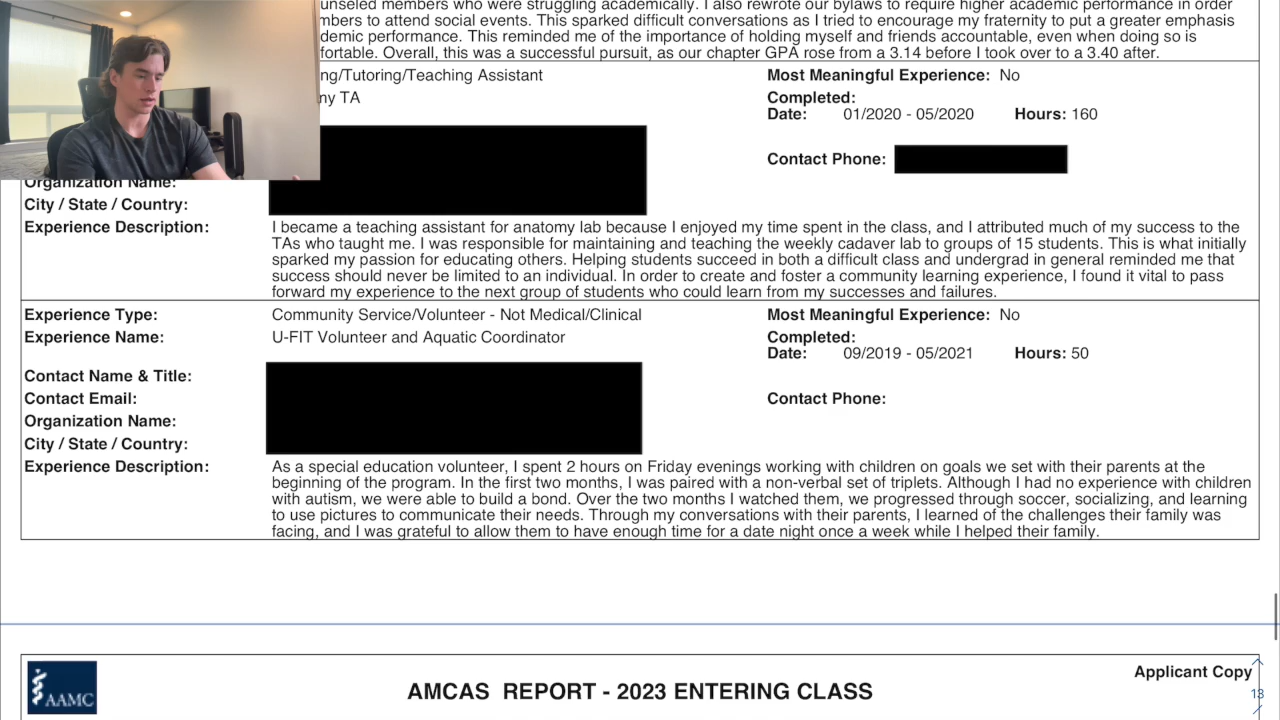 unseled members who were struggling academically. I also rewrote our bylaws to require higher academic performance in order
mbers to attend social events. This sparked difficult conversations as I tried to encourage my fraternity to put a greater emphasis
demic performance. This reminded me of the importance of holding myself and friends accountable, even when doing so is
fortable. Overall, this was a successful pursuit, as our chapter GPA rose from a 3.14 before I took over to a 3.40 after.
ng/Tutoring/Teaching Assistant
Most Meaningful Experience: No
ny TA
Completed:
Date: 01/2020 - 05/2020 Hours: 160
Contact Phone:
Organization Name:
City / State / Country:
Experience Description: I became a teaching assistant for anatomy lab because I enjoyed my time spent in the class, and I attributed much of my success to the
TAs who taught me. I was responsible for maintaining and teaching the weekly cadaver lab to groups of 15 students. This is what initially
sparked my passion for educating others. Helping students succeed in both a difficult class and undergrad in general reminded me that
success should never be limited to an individual. In order to create and foster a community learning experience, I found it vital to pass
forward my experience to the next group of students who could learn from my successes and failures.
Experience Type: Community Service/Volunteer - Not Medical/Clinical Most Meaningful Experience: No
Experience Name: U-FIT Volunteer and Aquatic Coordinator Completed:
Date: 09/2019 - 05/2021 Hours: 50
Contact Name & Title:
Contact Email: Contact Phone:
Organization Name:
City / State / Country:
Experience Description: As a special education volunteer, I spent 2 hours on Friday evenings working with children on goals we set with their parents at the
beginning of the program. In the first two months, I was paired with a non-verbal set of triplets. Although I had no experience with children
with autism, we were able to build a bond. Over the two months I watched them, we progressed through soccer, socializing, and learning
to use pictures to communicate their needs. Through my conversations with their parents, I learned of the challenges their family was
facing, and I was grateful to allow them to have enough time for a date night once a week while I helped their family.
Applicant Copy
AAMC
AMCAS REPORT - 2023 ENTERING CLASS
13